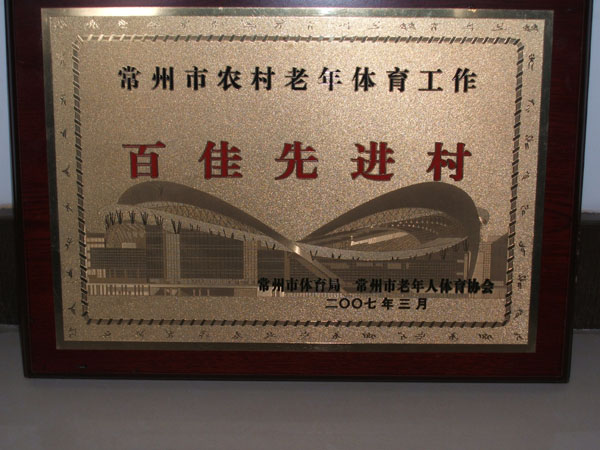 常州市农村老年体育工作
百佳先进村
常州市体育局 常州市老年人体育协会
二〇〇七年三月